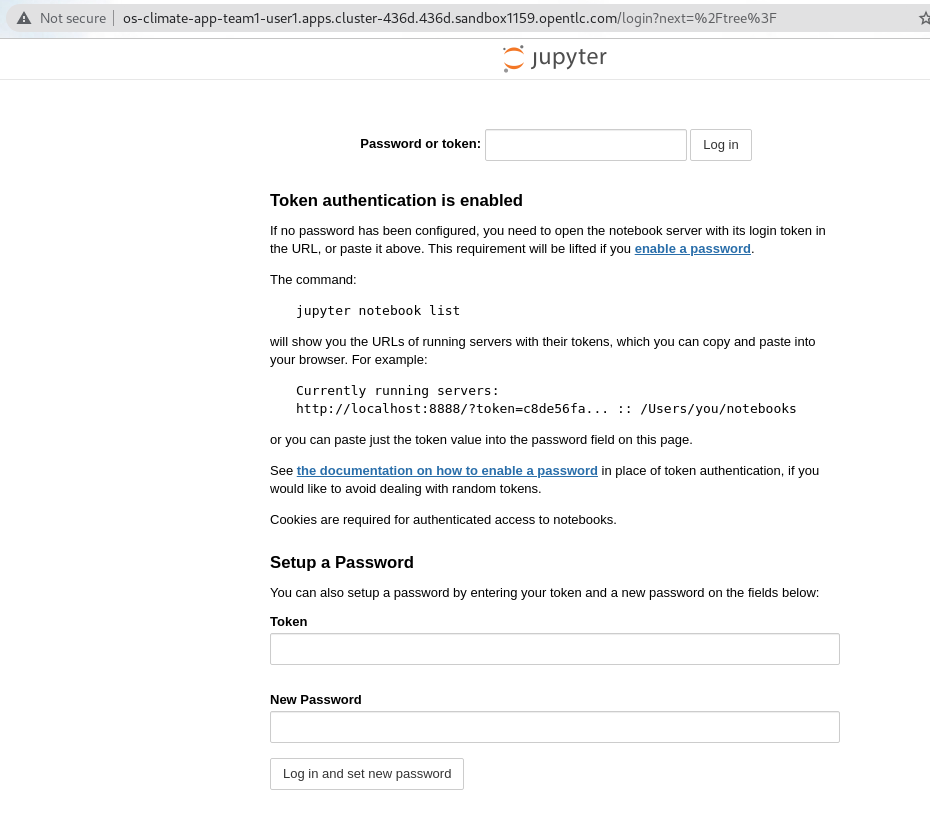 Not secure os-climate-app-team1-user1.apps.cluster-436d.436d.sandbox1159.opentlc.com/login?next=%2Ftree%3F
jupyter
Password or token: Log in
Token authentication is enabled
If no password has been configured, you need to open the notebook server with its login token in
the URL, or paste it above. This requirement will be lifted if you enable a password.
The command:
jupyter notebook list
will show you the URLs of running servers with their tokens, which you can copy and paste into
your browser. For example:
Currently running servers:
http://localhost:8888/?token=c8de56fa... :: /Users/you/notebooks
or you can paste just the token value into the password field on this page.
See the documentation on how to enable a password in place of token authentication, if you
would like to avoid dealing with random tokens.
Cookies are required for authenticated access to notebooks.
Setup a Password
You can also setup a password by entering your token and a new password on the fields below:
Token
New Password
Log in and set new password